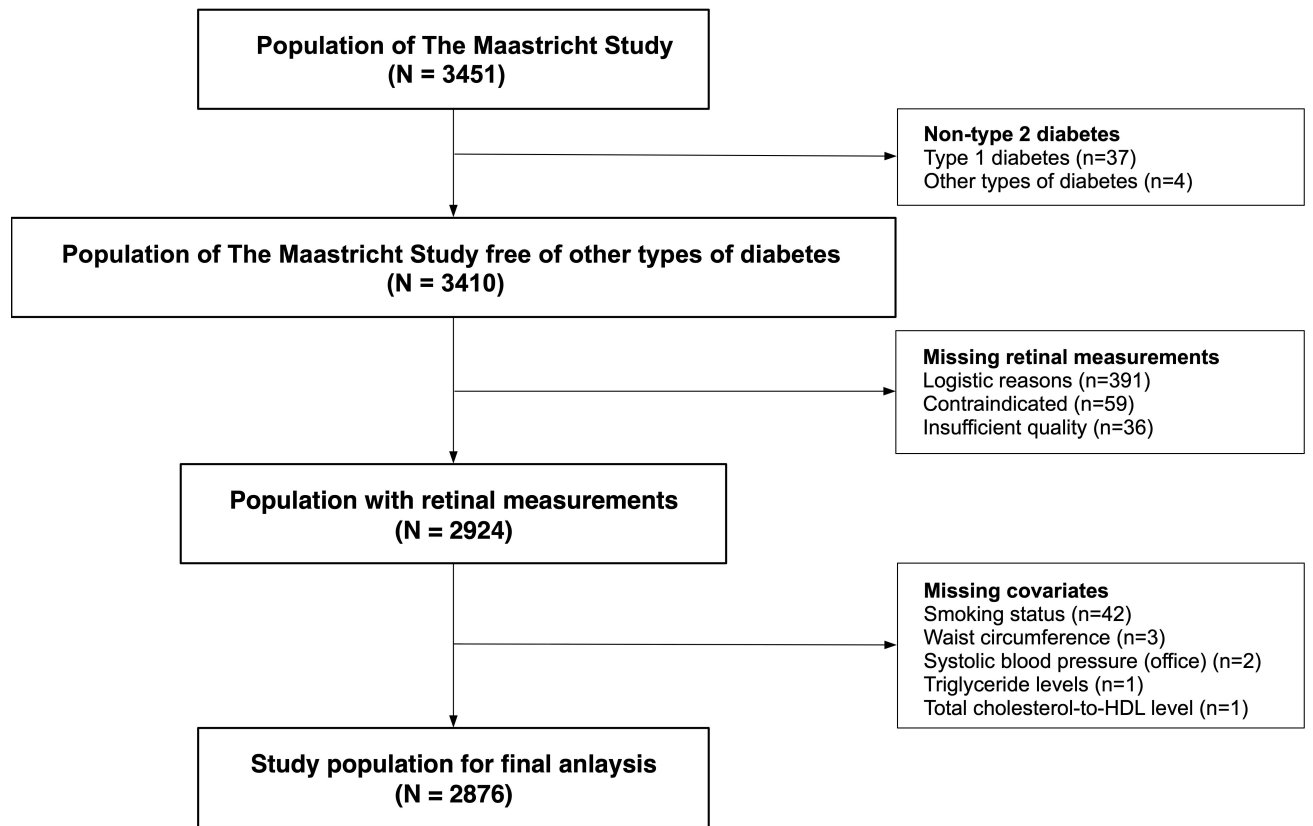 Population of The Maastricht Study
(N = 3451)
Non-type 2 diabetes
Type 1 diabetes (n=37)
Other types of diabetes (n=4)
Population of The Maastricht Study free of other types of diabetes
(N = 3410)
Missing retinal measurements
Logistic reasons (n=391)
Contraindicated (n=59)
Insufficient quality (n=36)
Population with retinal measurements
(N = 2924)
Missing covariates
Smoking status (n=42)
Waist circumference (n=3)
Systolic blood pressure (office) (n=2)
Triglyceride levels (n=1)
Total cholesterol-to-HDL level (n=1)
Study population for final anlaysis
(N = 2876)